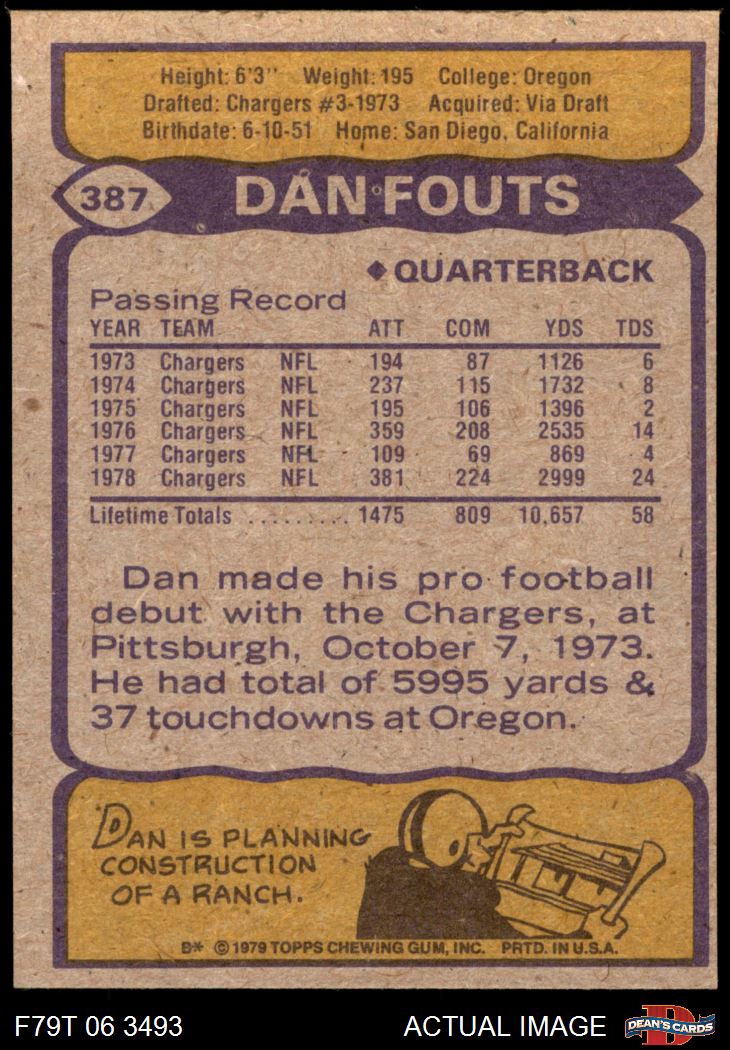 Height: 6'3" Weight: 195 College: Oregon
Drafted: Chargers #3-1973 Acquired: Via Draft
Birthdate: 6-10-51 Home: San Diego, California
387 DAN FOUTS
◆ QUARTERBACK
Passing Record
YEAR TEAM ATT COM YDS TDS
1973 Chargers NFL 194 87 1126 6
1974 Chargers NFL 237 115 1732 8
1975 Chargers NFL 195 106 1396 2
1976 Chargers NFL 359 208 2535 14
1977 Chargers NFL 109 69 869 4
1978 Chargers NFL 381 224 2999 24
Lifetime Totals ......... 1475 809 10,657 58
Dan made his pro football
debut with the Chargers, at
Pittsburgh, October 7, 1973.
He had total of 5995 yards &
37 touchdowns at Oregon.
DAN IS PLANNING
CONSTRUCTION
OF A RANCH.
B* © 1979 TOPPS CHEWING GUM, INC. PRTD. IN U.S.A.
F79T 06 3493 ACTUAL IMAGE D DEAN'S CARDS